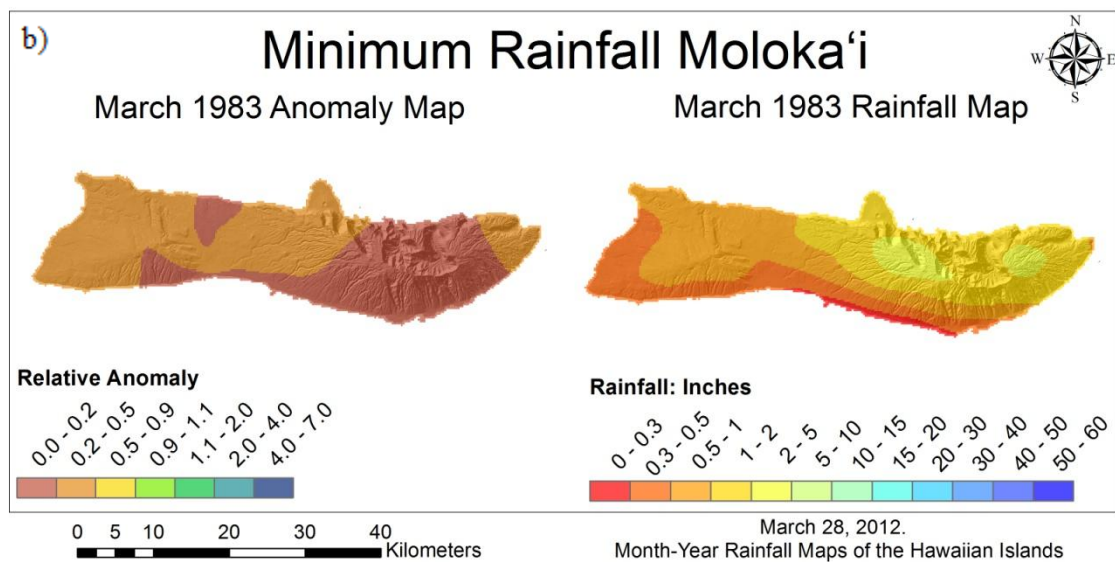 b)
Minimum Rainfall Moloka‘i
N
W E
S
March 1983 Anomaly Map
March 1983 Rainfall Map
Relative Anomaly
0.0 - 0.2
0.2 - 0.5
0.5 - 0.9
0.9 - 1.1
1.1 - 2.0
2.0 - 4.0
4.0 - 7.0
Rainfall: Inches
0 - 0.3
0.3 - 0.5
0.5 - 1
1 - 2
2 - 5
5 - 10
10 - 15
15 - 20
20 - 30
30 - 40
40 - 50
50 - 60
0 5 10 20 30 40
Kilometers
March 28, 2012.
Month-Year Rainfall Maps of the Hawaiian Islands